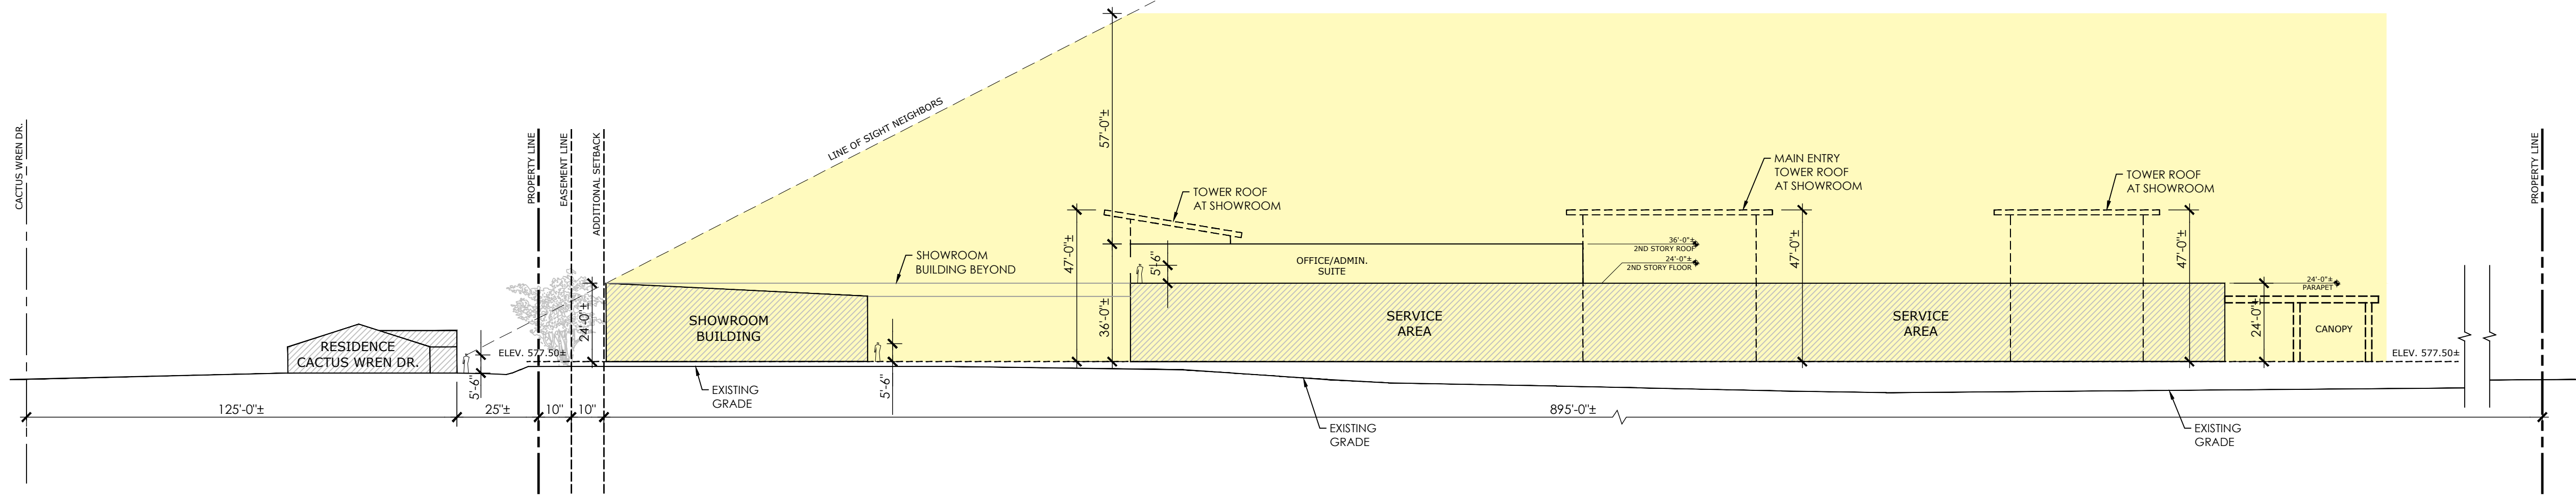 CACTUS WREN DR.
PROPERTY LINE
EASEMENT LINE
ADDITIONAL SETBACK
LINE OF SIGHT NEIGHBORS
57'-0"±
MAIN ENTRY
TOWER ROOF
AT SHOWROOM
TOWER ROOF
AT SHOWROOM
TOWER ROOF
AT SHOWROOM
PROPERTY LINE
47'-0"±
36'-0"±
2ND STORY ROOF
47'-0"±
47'-0"±
SHOWROOM
BUILDING BEYOND
5'-6"
OFFICE/ADMIN.
SUITE
24'-0"±
2ND STORY FLOOR
24'-0"±
PARAPET
24'-0"±
SHOWROOM
BUILDING
36'-0"±
SERVICE
AREA
SERVICE
AREA
24'-0"±
CANOPY
RESIDENCE
CACTUS WREN DR.
ELEV. 577.50±
ELEV. 577.50±
5'-6"
5'-6"
EXISTING
GRADE
125'-0"±
25"±
10"
10"
895'-0"±
EXISTING
GRADE
EXISTING
GRADE